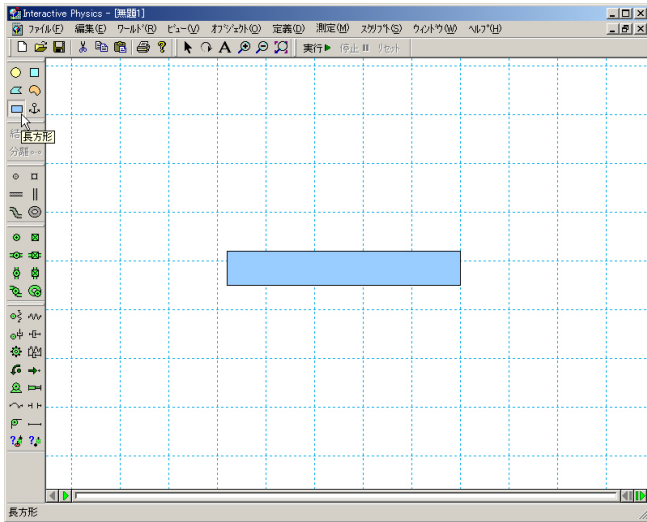 Interactive Physics - [無題1]
ファイル(F) 編集(E) ワールド(R) ビュー(V) オブジェクト(O) 定義(D) 測定(M) スクリプト(S) ウィンドウ(W) ヘルプ(H)
A 実行 停止 リセット
結
長方形
分離
長方形